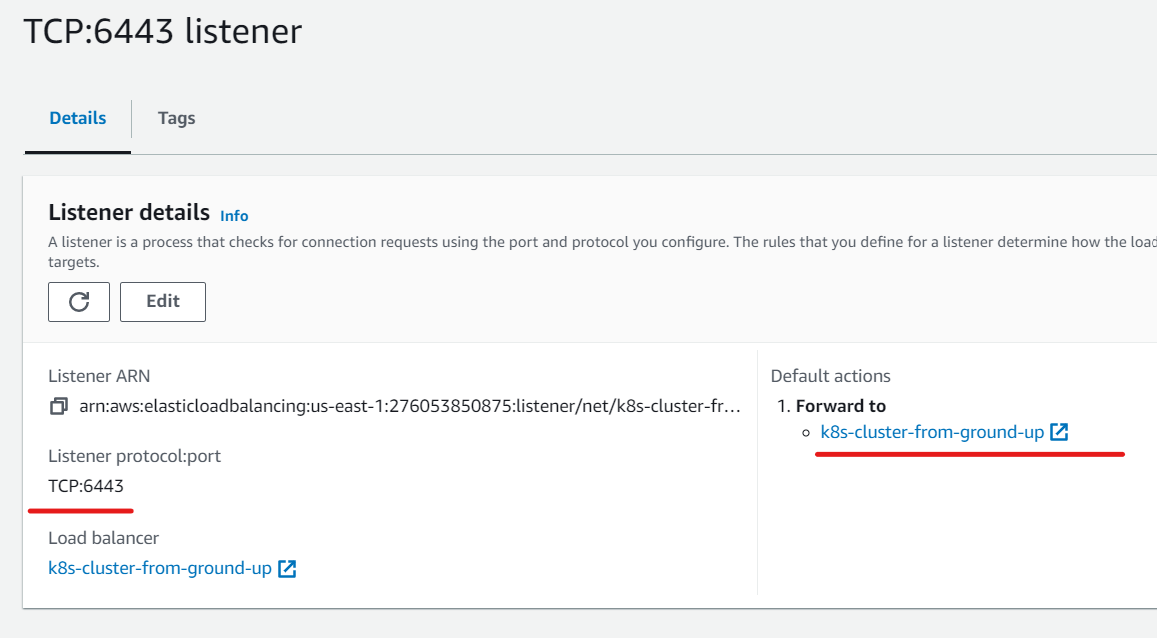 TCP:6443 listener
Details
Tags
Listener details Info
A listener is a process that checks for connection requests using the port and protocol you configure. The rules that you define for a listener determine how the load
targets.
Edit
Listener ARN
arn:aws:elasticloadbalancing:us-east-1:276053850875:listener/net/k8s-cluster-fr...
Listener protocol:port
TCP:6443
Load balancer
k8s-cluster-from-ground-up
Default actions
1. Forward to
k8s-cluster-from-ground-up